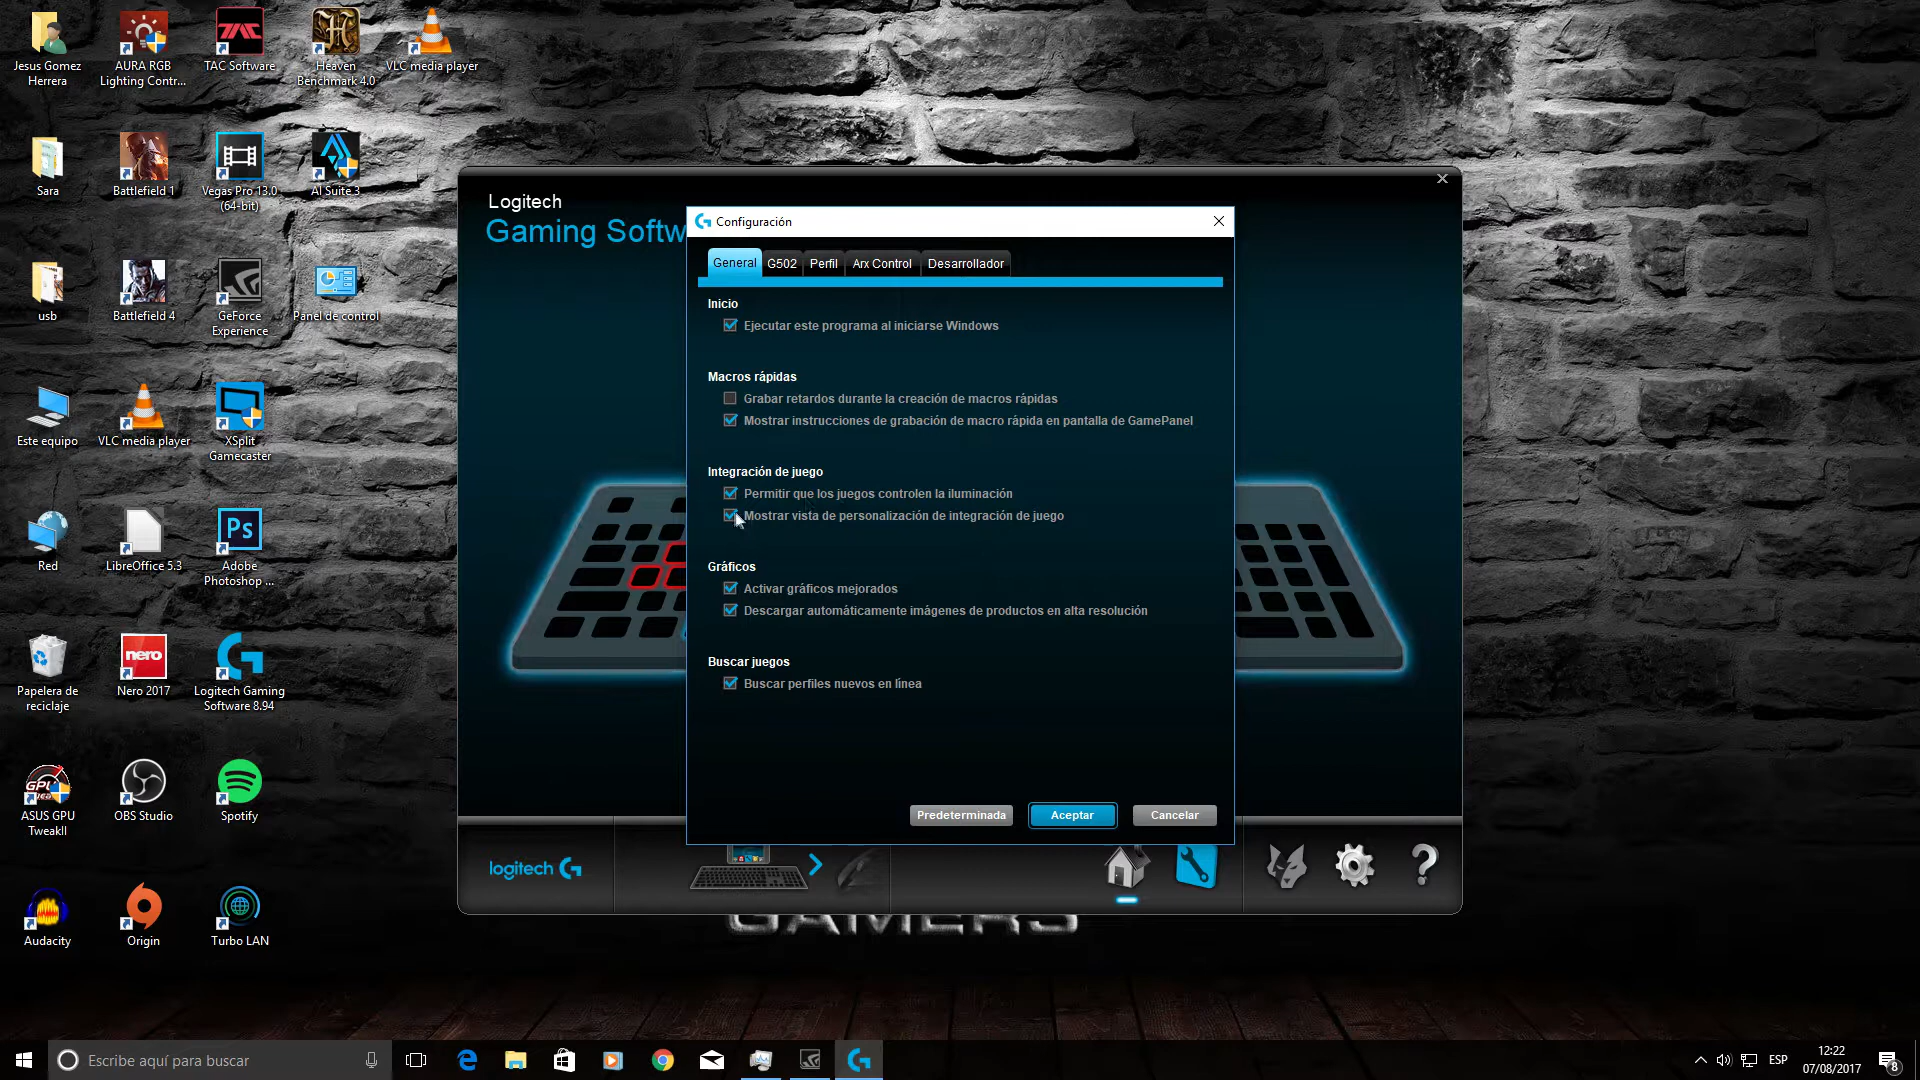 Jesus Gomez
Herrera
AURA RGB
Lighting Contr...
TAC Software
Heaven
Benchmark 4.0
VLC media player
Sara
Battlefield 1
Vegas Pro 13.0
(64-bit)
AI Suite 3
usb
Battlefield 4
GeForce
Experience
Panel de control
Este equipo
VLC media player
XSplit
Gamecaster
Red
LibreOffice 5.3
Ps
Adobe
Photoshop ...
Papelera de
reciclaje
nero
Nero 2017
Logitech Gaming
Software 8.94
ASUS GPU
TweakII
OBS Studio
Spotify
Audacity
Origin
Turbo LAN
Logitech
Gaming Softw
Configuración
General
G502
Perfil
Arx Control
Desarrollador
Inicio
Ejecutar este programa al iniciarse Windows
Macros rápidas
Grabar retardos durante la creación de macros rápidas
Mostrar instrucciones de grabación de macro rápida en pantalla de GamePanel
Integración de juego
Permitir que los juegos controlen la iluminación
Mostrar vista de personalización de integración de juego
Gráficos
Activar gráficos mejorados
Descargar automáticamente imágenes de productos en alta resolución
Buscar juegos
Buscar perfiles nuevos en línea
Predeterminada
Aceptar
Cancelar
logitech
GAMERS
Escribe aquí para buscar
ESP
12:22
07/08/2017
8